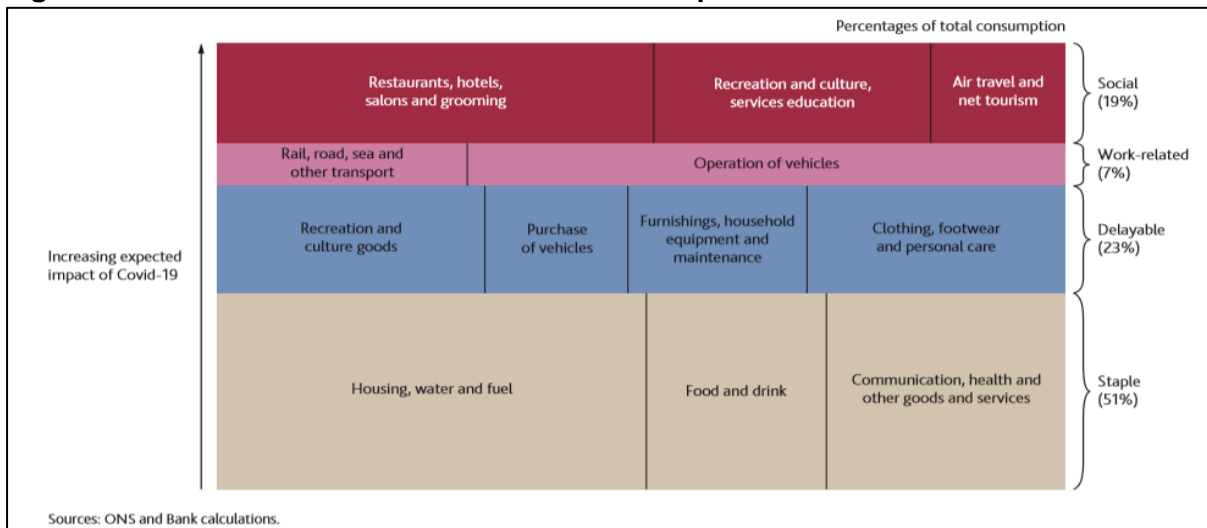 Percentages of total consumption
Restaurants, hotels,
salons and grooming
Recreation and culture,
services education
Air travel and
net tourism
Social
(19%)
Rail, road, sea and
other transport
Operation of vehicles
Work-related
(7%)
Increasing expected
impact of Covid-19
Recreation and
culture goods
Purchase
of vehicles
Furnishings, household
equipment and
maintenance
Clothing, footwear
and personal care
Delayable
(23%)
Housing, water and fuel
Food and drink
Communication, health and
other goods and services
Staple
(51%)
Sources: ONS and Bank calculations.